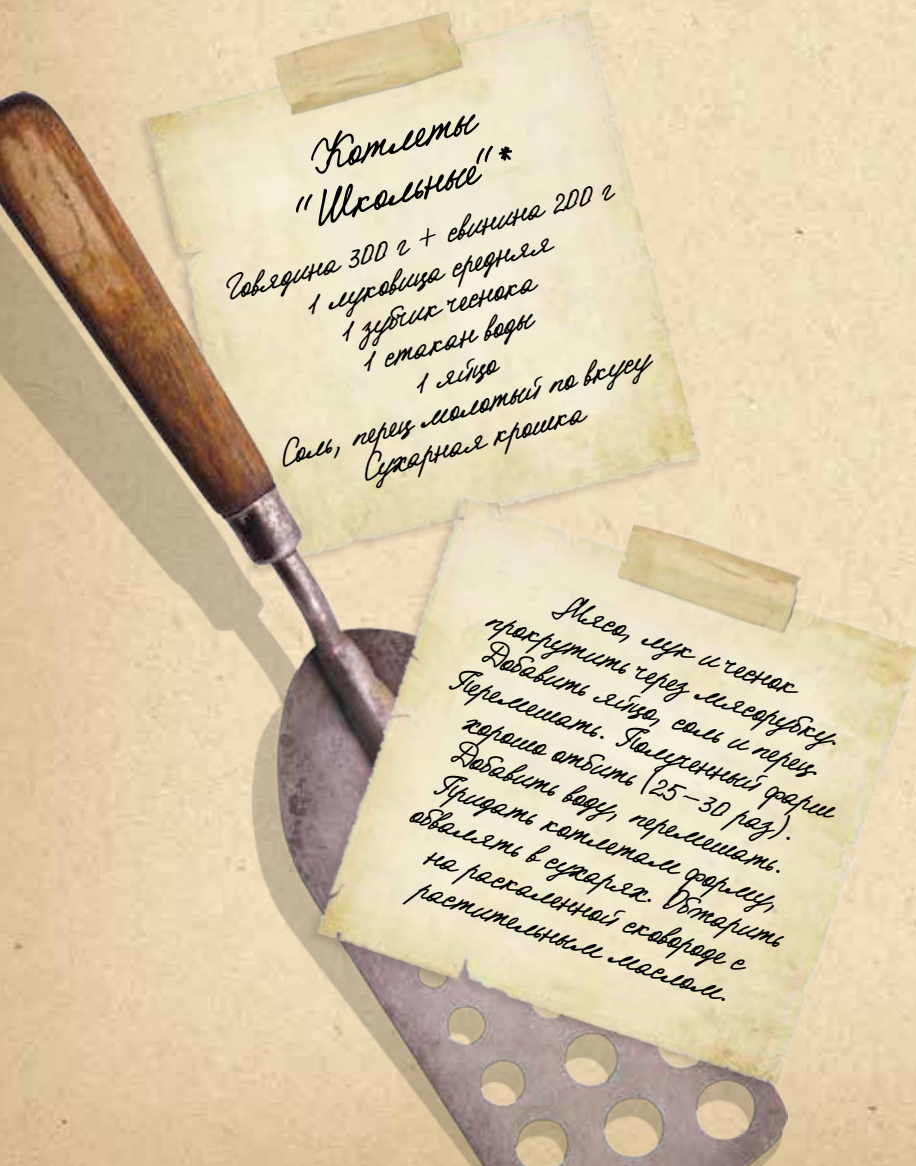 Котлеты
"Школьные"*
Говядина 300 г + свинина 200 г
1 луковица средняя
1 зубчик чеснока
1 стакан воды
1 яйцо
Соль, перец молотый по вкусу
Сухарная крошка
Мясо, лук и чеснок
прокрутить через мясорубку.
Добавить яйцо, соль и перец.
Перемешать. Полученный фарш
хорошо отбить (25–30 раз).
Добавить воду, перемешать.
Придать котлетам форму,
обвалять в сухарях. Обжарить
на раскаленной сковороде с
растительным маслом.